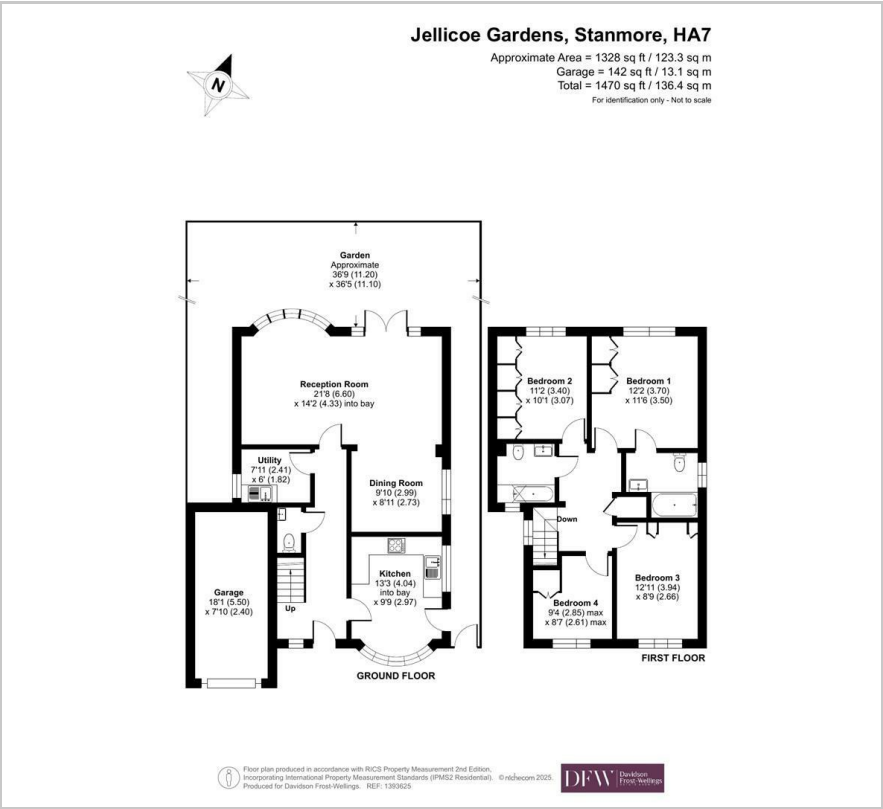 Jellicoe Gardens, Stanmore, HA7
Approximate Area = 1328 sq ft / 123.3 sq m
Garage = 142 sq ft / 13.1 sq m
Total = 1470 sq ft / 136.4 sq m
For identification only - Not to scale
N
Garden
Approximate
36'9 (11.20)
x 36'5 (11.10)
Reception Room
21'8 (6.60)
x 14'2 (4.33) into bay
Utility
7'11 (2.41)
x 6' (1.82)
Dining Room
9'10 (2.99)
x 8'11 (2.73)
Kitchen
13'3 (4.04)
into bay
x 9'9 (2.97)
Garage
18'1 (5.50)
x 7'10 (2.40)
Up
GROUND FLOOR
Bedroom 2
11'2 (3.40)
x 10'1 (3.07)
Bedroom 1
12'2 (3.70)
x 11'6 (3.50)
Down
Bedroom 3
12'11 (3.94)
x 8'9 (2.66)
Bedroom 4
9'4 (2.85) max
x 8'7 (2.61) max
FIRST FLOOR
Floor plan produced in accordance with RICS Property Measurement 2nd Edition,
Incorporating International Property Measurement Standards (IPMS2 Residential). © nichecom 2025.
Produced for Davidson Frost-Wellings. REF: 1393625
DFW
Davidson
Frost-Wellings